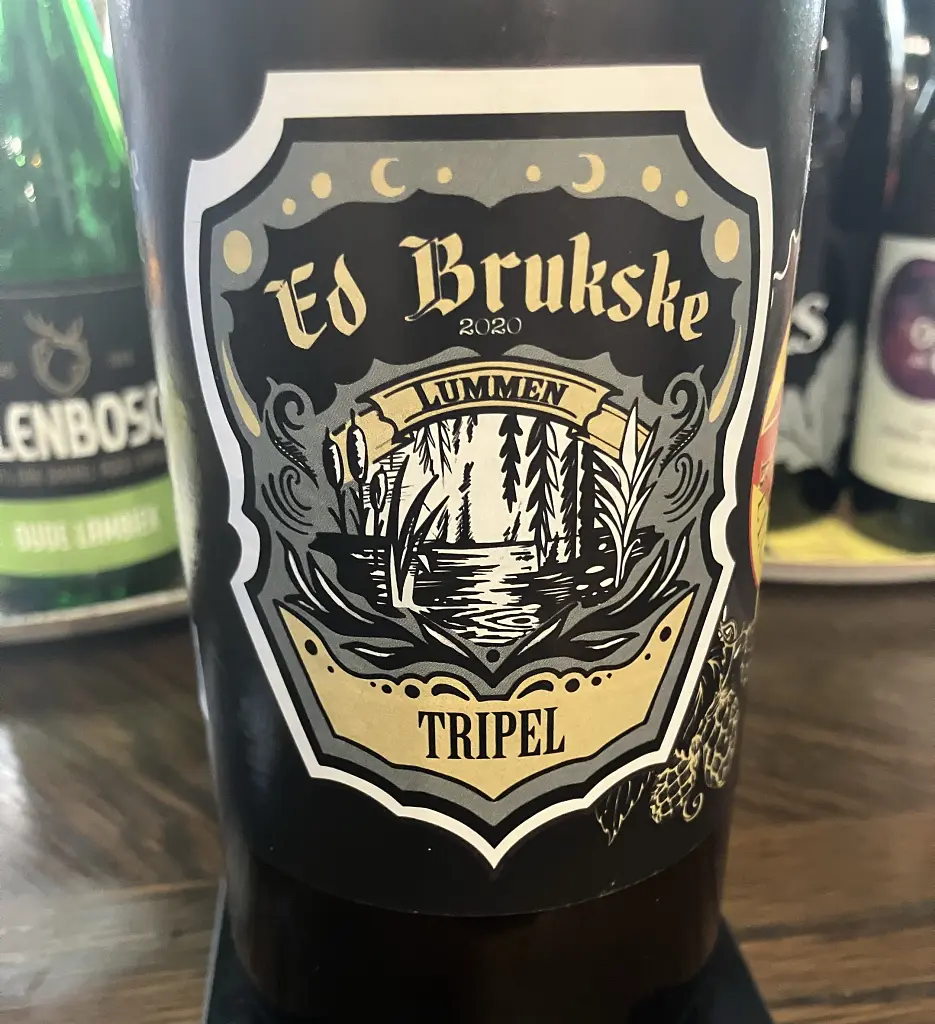 Ed Brukske
2020
LUMMEN
TRIPEL
LENBOSC
OUDE LAMBIEK